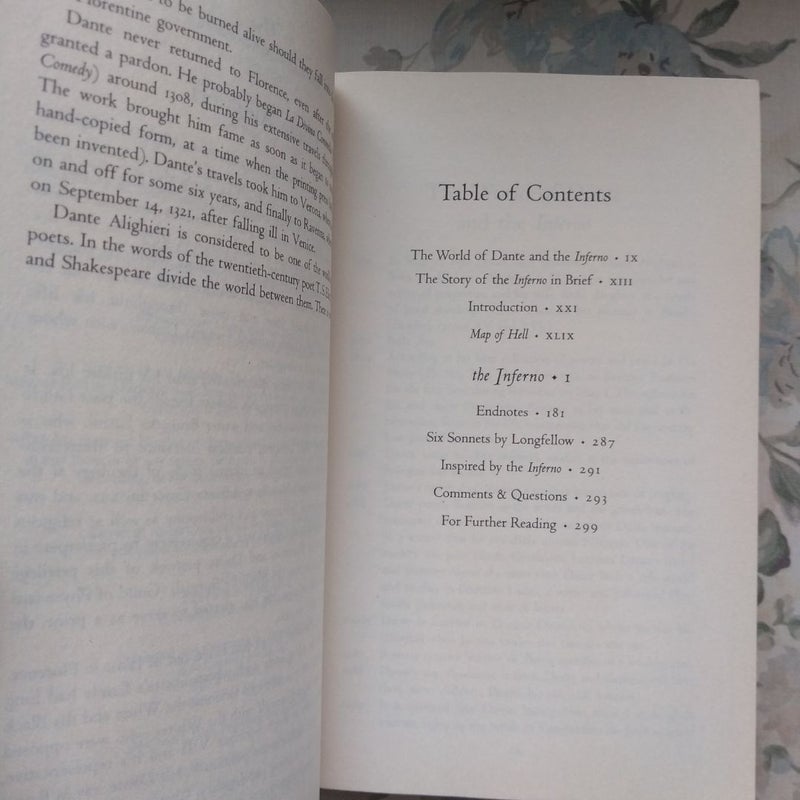 to be burned alive should they fall into
Florentine government.
Dante never returned to Florence, even after
granted a pardon. He probably began La Divina
Comedy) around 1308, during his extensive travels
The work brought him fame as soon as it began to
hand-copied form, at a time when the printing press
been invented). Dante's travels took him to Verona, where
on and off for some six years, and finally to Ravenna, where
on September 14, 1321, after falling ill in Venice.
Dante Alighieri is considered to be one of the
poets. In the words of the twentieth-century poet T. S.
and Shakespeare divide the world between them. There is
Table of Contents
The World of Dante and the Inferno • IX
The Story of the Inferno in Brief • XIII
Introduction • XXI
Map of Hell • XLIX
the Inferno • 1
Endnotes • 181
Six Sonnets by Longfellow • 287
Inspired by the Inferno • 291
Comments & Questions • 293
For Further Reading • 299